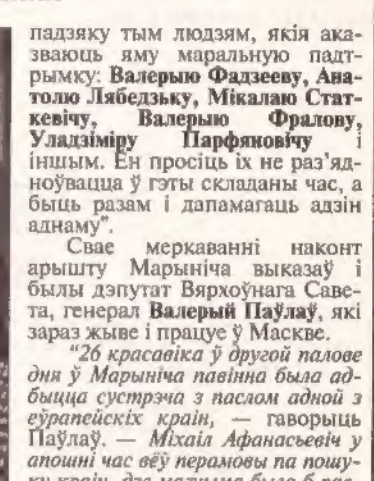 падзяку тым людзям, якія ака-
зваюць яму маральную падт-
рымку: Валерыю Фадзееву, Ана-
толю Лябедзьку, Мікалаю Стат-
кевічу, Валерыю Фралову,
Уладзіміру Парфяновічу і
іншым. Ён просіць іх не раз'яд-
ноўвацца ў гэты складаны час, а
быць разам і дапамагаць адзін
аднаму".
Свае меркаванні наконт
арышту Марыніча выказаў і
былы дэпутат Вярхоўнага Саве-
та, генерал Валерый Паўлаў, які
зараз жыве і працуе ў Маскве.
"26 красавіка ў другой палове
дня ў Марыніча павінна была ад-
быцца сустрэча з паслом адной з
еўрапейскіх краін, — гаворыць
Паўлаў. — Міхаіл Афанасьевіч у
апошні час вёў перамовы па пошу-